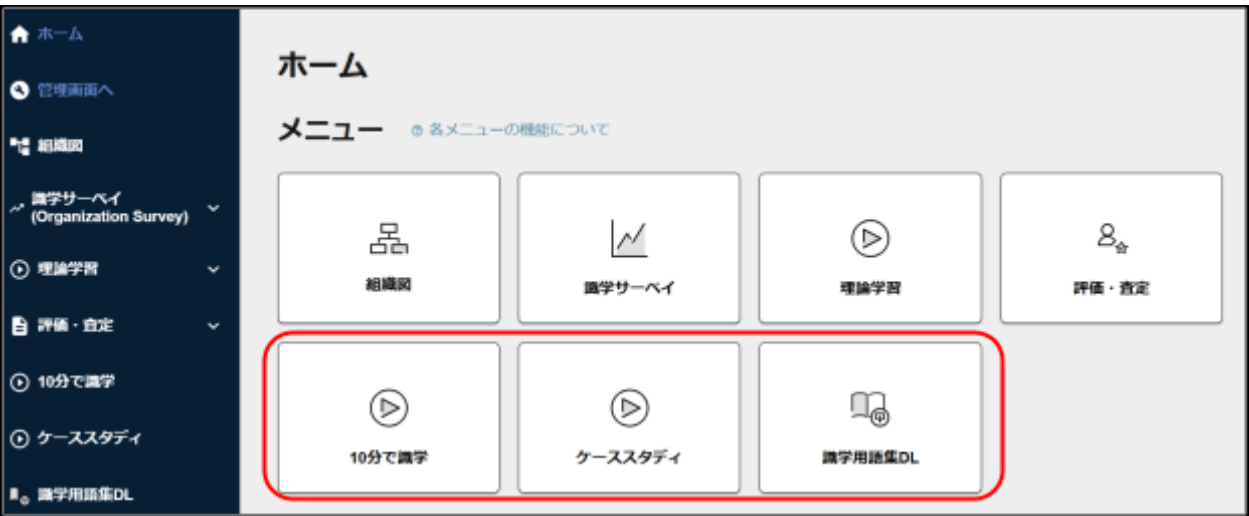 ホーム
管理画面へ
組織図
識学サーベイ
(Organization Survey)
理論学習
評価・査定
10分で識学
ケーススタディ
識学用語集DL
ホーム
メニュー
各メニューの機能について
組織図
識学サーベイ
理論学習
評価・査定
10分で識学
ケーススタディ
識学用語集DL